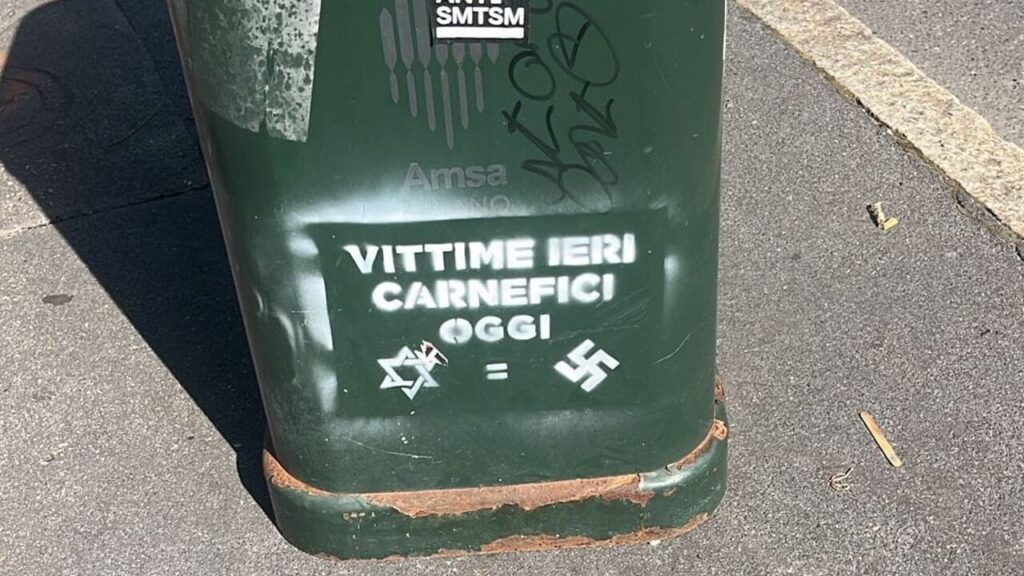 SMTSM
Amsa
VITTIME IERI
CARNEFICI
OGGI
=